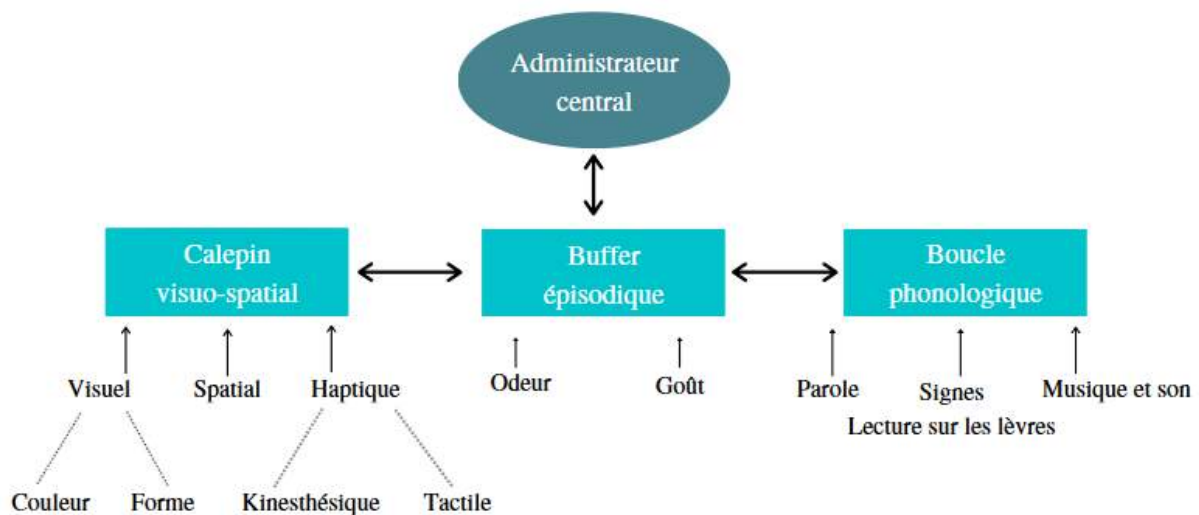 Administrateur
central
Calepin
visuo-spatial
Buffer
épisodique
Boucle
phonologique
Visuel
Spatial
Haptique
Odeur
Goût
Parole
Signes
Lecture sur les lèvres
Musique et son
Couleur
Forme
Kinesthésique
Tactile